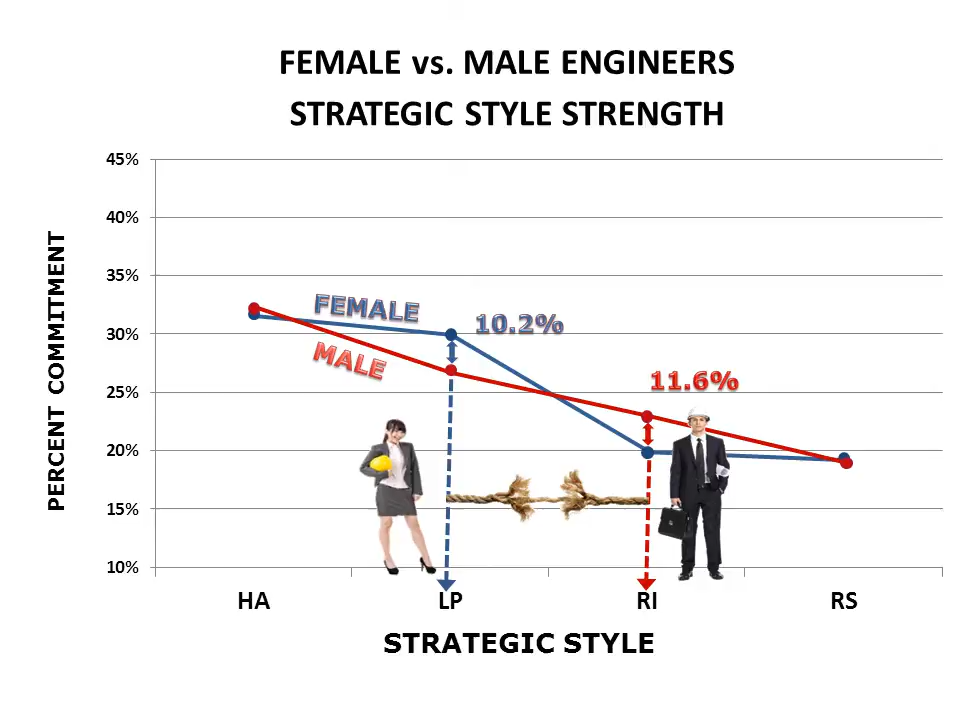 FEMALE vs. MALE ENGINEERS
STRATEGIC STYLE STRENGTH
45%
40%
35%
30%
25%
20%
15%
10%
PERCENT COMMITMENT
FEMALE
10.2%
MALE
11.6%
HA LP RI RS
STRATEGIC STYLE